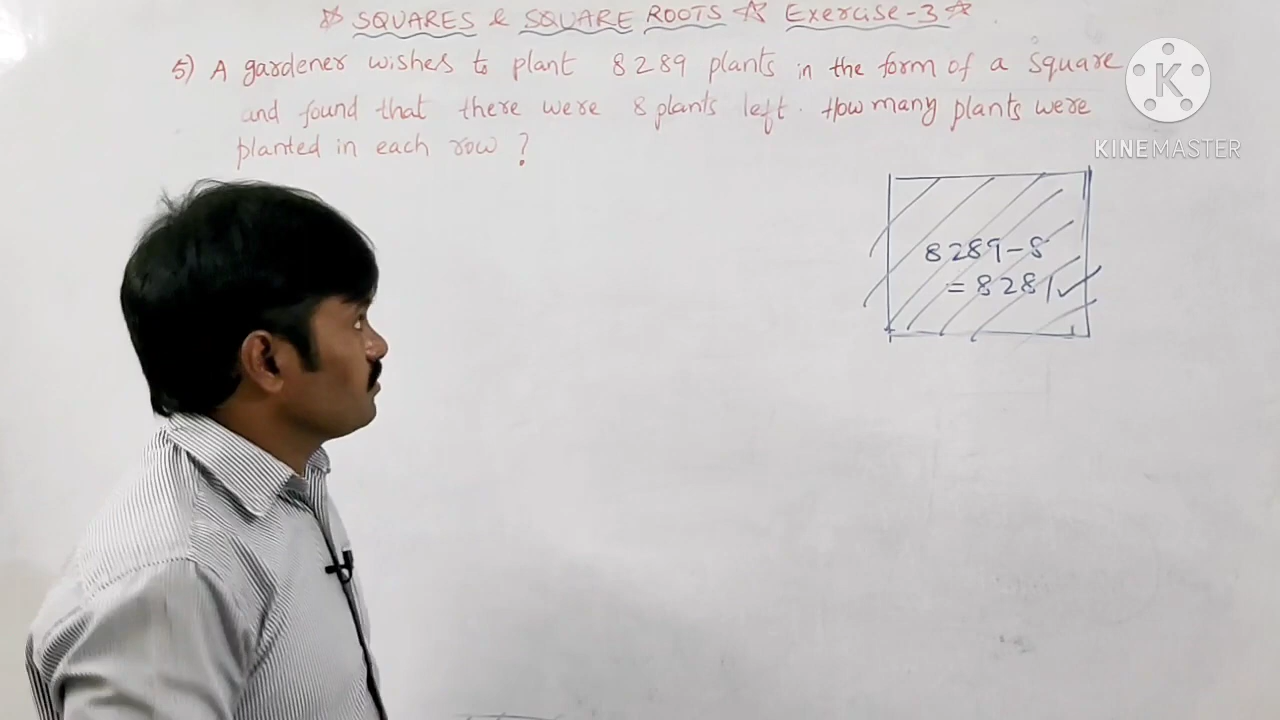 ☆ SQUARES & SQUARE ROOTS ☆ Exercise-3 ☆
5) A gardener wishes to plant 8289 plants in the form of a square
and found that there were 8 plants left. How many plants were
planted in each row ?
K
KINEMASTER
8289-8
= 8281✓